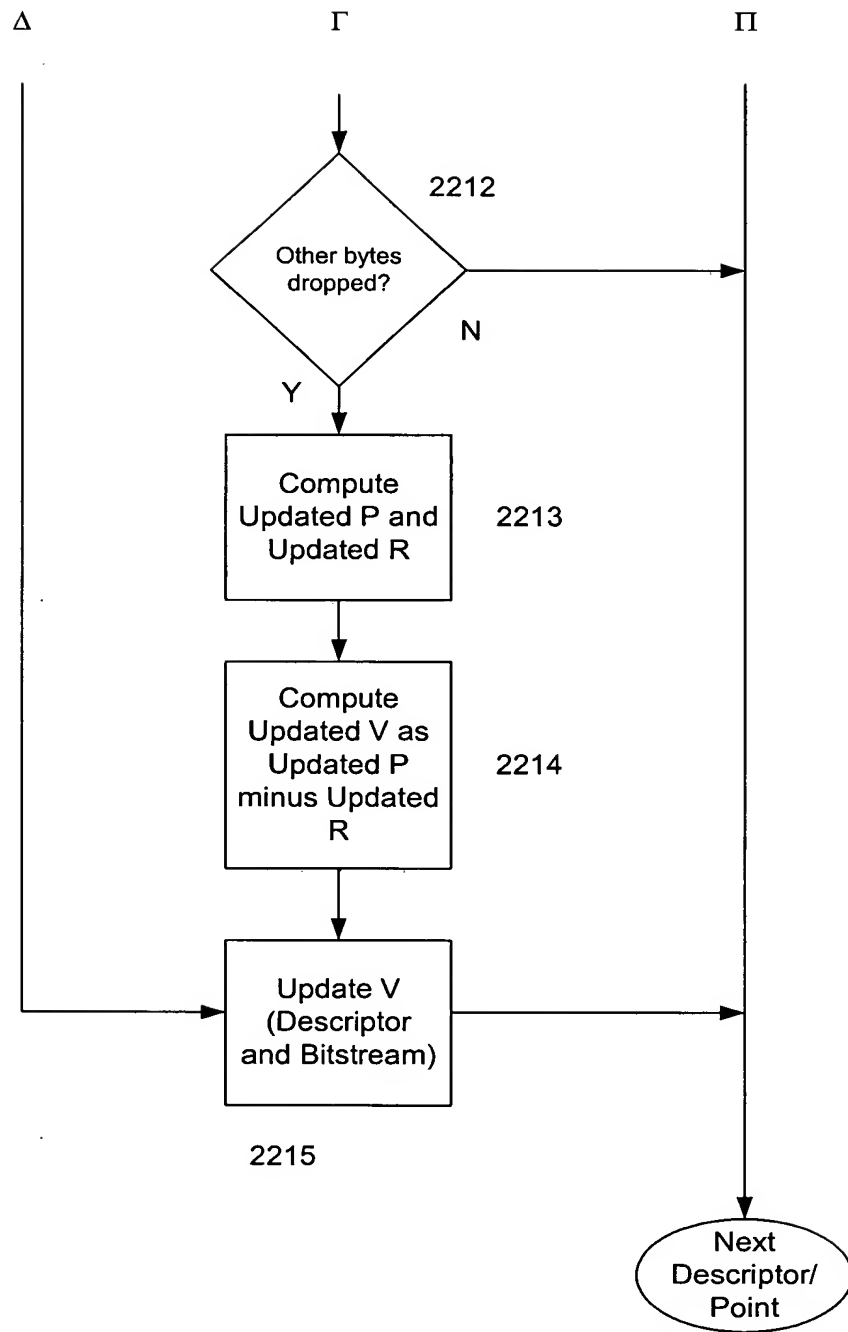 Δ Γ Π
2212
Other bytes
dropped?
N
Y
Compute
Updated P and
Updated R
2213
Compute
Updated V as
Updated P
minus Updated
R
2214
Update V
(Descriptor
and Bitstream)
2215
Next
Descriptor/
Point